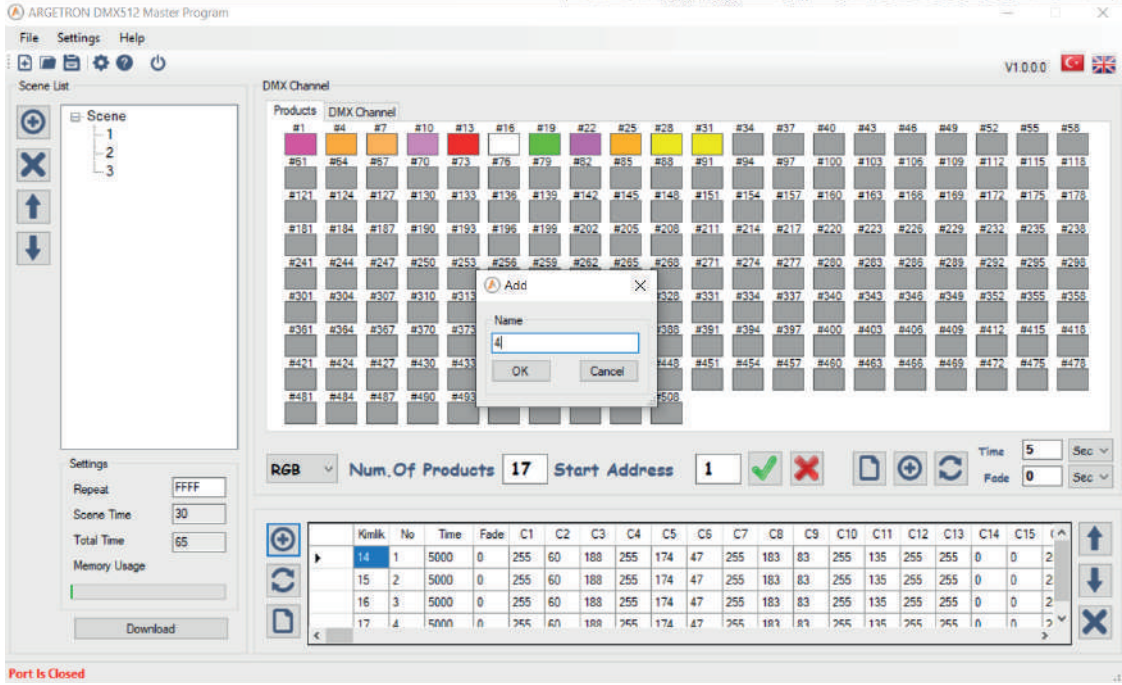 ARGETRON DMX512 Master Program
File Settings Help
V1.0.0.0
Scene List
Scene
1
2
3
DMX Channel
Products DMX Channel
#1 #4 #7 #10 #13 #16 #19 #22 #25 #28 #31 #34 #37 #40 #43 #46 #49 #52 #55 #58
#61 #64 #67 #70 #73 #76 #79 #82 #85 #88 #91 #94 #97 #100 #103 #106 #109 #112 #115 #118
#121 #124 #127 #130 #133 #136 #139 #142 #145 #148 #151 #154 #157 #160 #163 #166 #169 #172 #175 #178
#181 #184 #187 #190 #193 #196 #199 #202 #205 #208 #211 #214 #217 #220 #223 #226 #229 #232 #235 #238
#241 #244 #247 #250 #253 #256 #259 #262 #265 #268 #271 #274 #277 #280 #283 #286 #289 #292 #295 #298
#301 #304 #307 #310 #313 #328 #331 #334 #337 #340 #343 #346 #349 #352 #355 #358
#361 #364 #367 #370 #373 #388 #391 #394 #397 #400 #403 #406 #409 #412 #415 #418
#421 #424 #427 #430 #433 #448 #451 #454 #457 #460 #463 #466 #469 #472 #475 #478
#481 #484 #487 #490 #493 #508
Add
Name
4
OK Cancel
RGB Num.Of Products 17 Start Address 1
Time 5 Sec
Fade 0 Sec
Settings
Repeat FFFF
Scene Time 30
Total Time 65
Memory Usage
Download
Kimlik No Time Fade C1 C2 C3 C4 C5 C6 C7 C8 C9 C10 C11 C12 C13 C14 C15
14 1 5000 0 255 60 188 255 174 47 255 183 83 255 135 255 255 0 0 2
15 2 5000 0 255 60 188 255 174 47 255 183 83 255 135 255 255 0 0 2
16 3 5000 0 255 60 188 255 174 47 255 183 83 255 135 255 255 0 0 2
17 4 5000 0 255 60 188 255 174 47 255 183 83 255 135 255 255 0 0 2
Port Is Closed